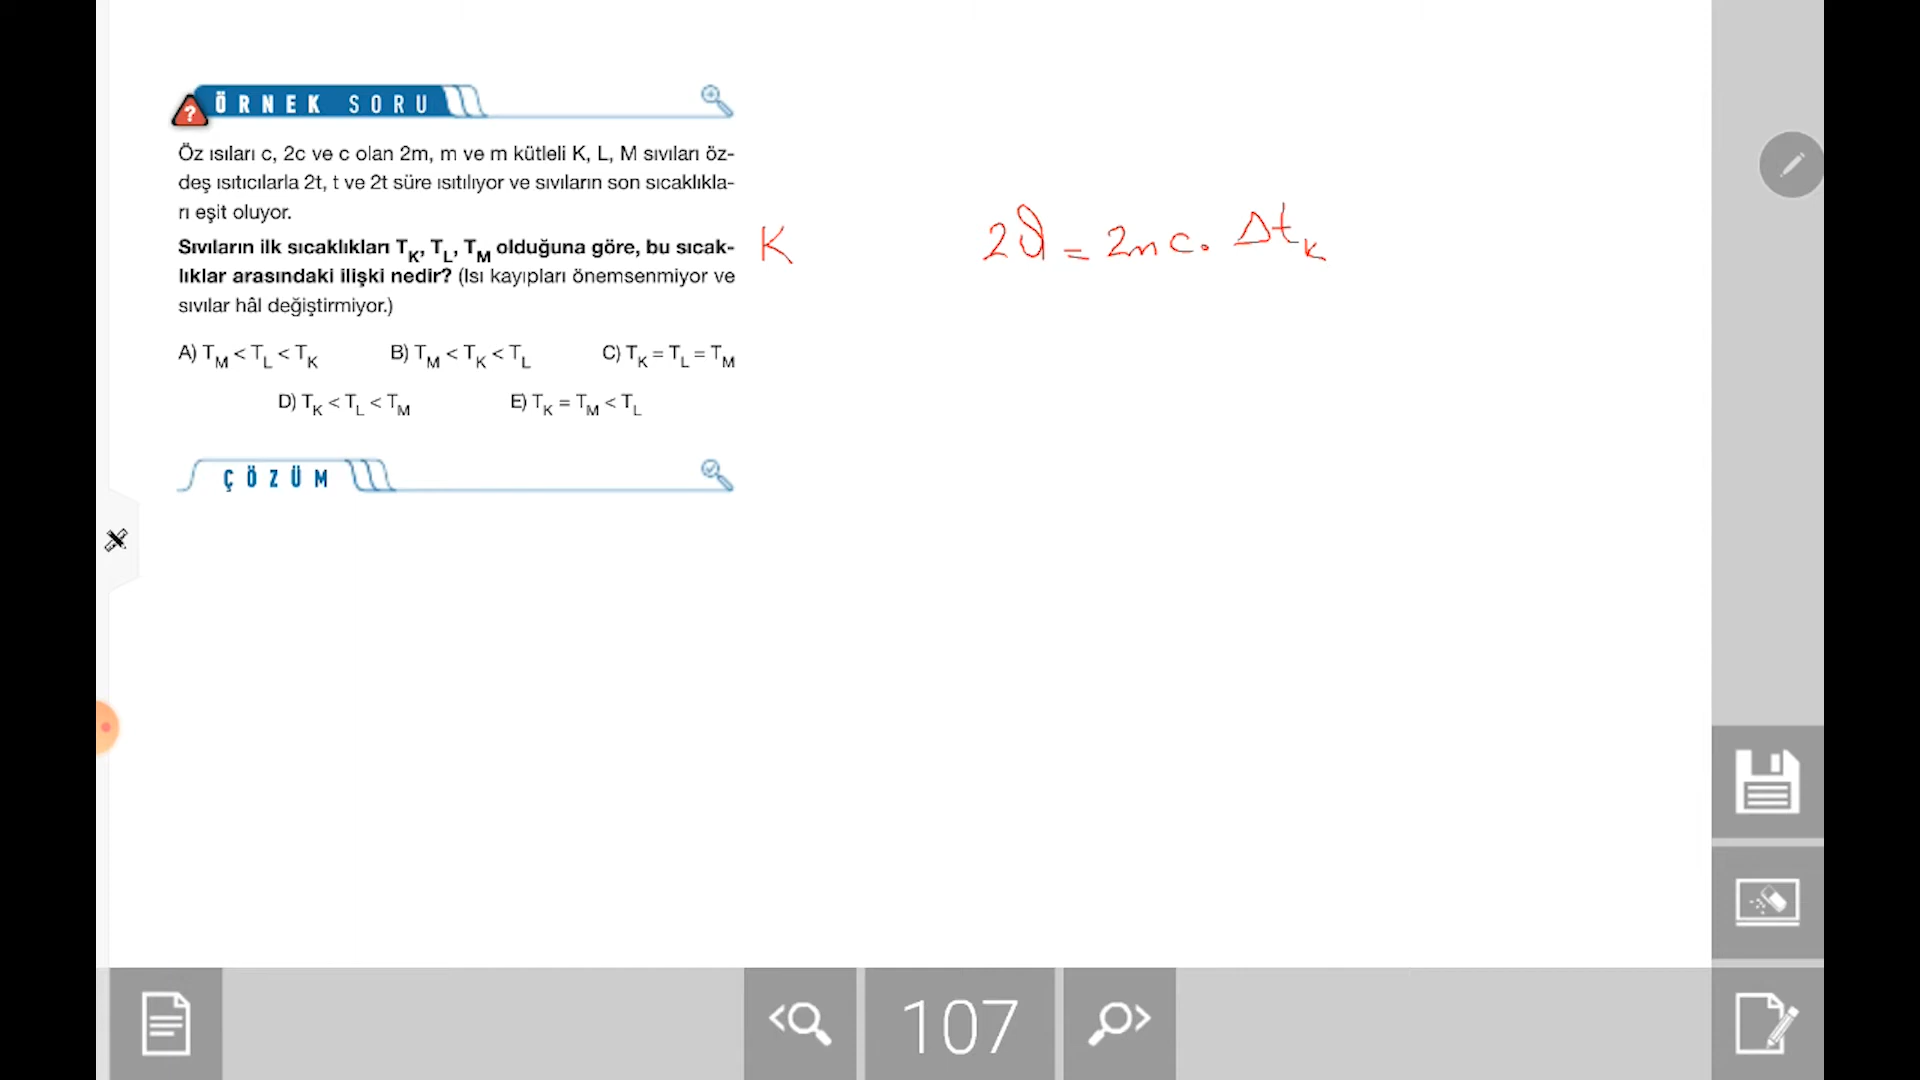 ÖRNEK SORU
Öz ısıları c, 2c ve c olan 2m, m ve m kütleli K, L, M sıvıları öz-
deş ısıtıcılarla 2t, t ve 2t süre ısıtılıyor ve sıvıların son sıcaklıkla-
rı eşit oluyor.
Sıvıların ilk sıcaklıkları T_K, T_L, T_M olduğuna göre, bu sıcak-
lıklar arasındaki ilişki nedir? (Isı kayıpları önemsenmiyor ve
sıvılar hâl değiştirmiyor.)
A) T_M < T_L < T_K B) T_M < T_K < T_L C) T_K = T_L = T_M
D) T_K < T_L < T_M E) T_K = T_M < T_L
ÇÖZÜM
K 2Q = 2mc. Δt_K
107